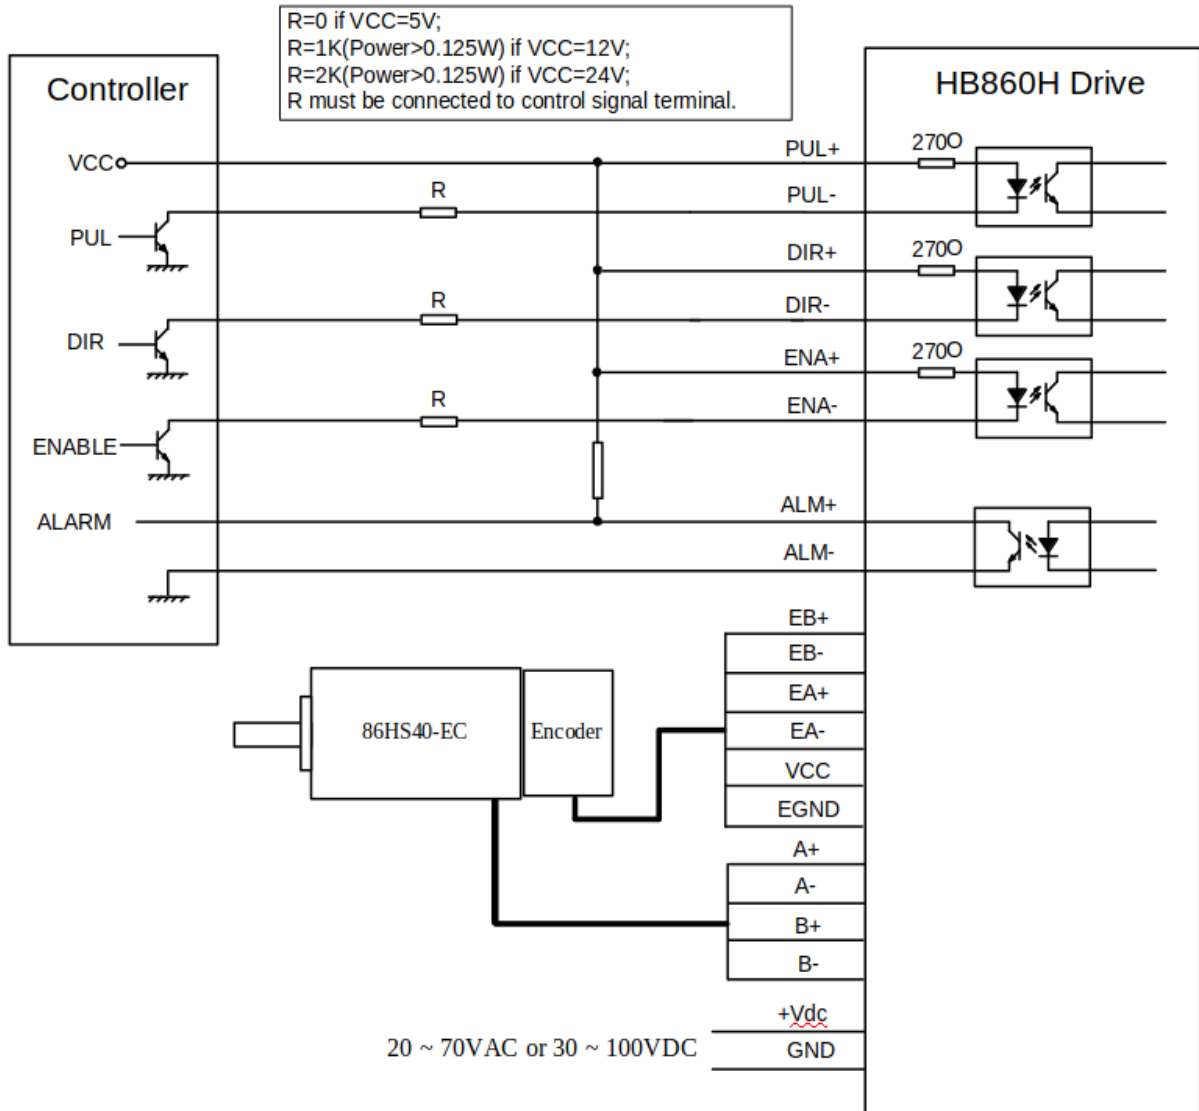 R=0 if VCC=5V;
R=1K(Power>0.125W) if VCC=12V;
R=2K(Power>0.125W) if VCC=24V;
R must be connected to control signal terminal.
Controller
HB860H Drive
VCC
PUL+
270O
R
PUL-
PUL
DIR+
270O
R
DIR-
DIR
ENA+
270O
R
ENA-
ENABLE
ALM+
ALARM
ALM-
EB+
EB-
EA+
86HS40-EC
Encoder
EA-
VCC
EGND
A+
A-
B+
B-
+Vdc
20 ~ 70VAC or 30 ~ 100VDC
GND